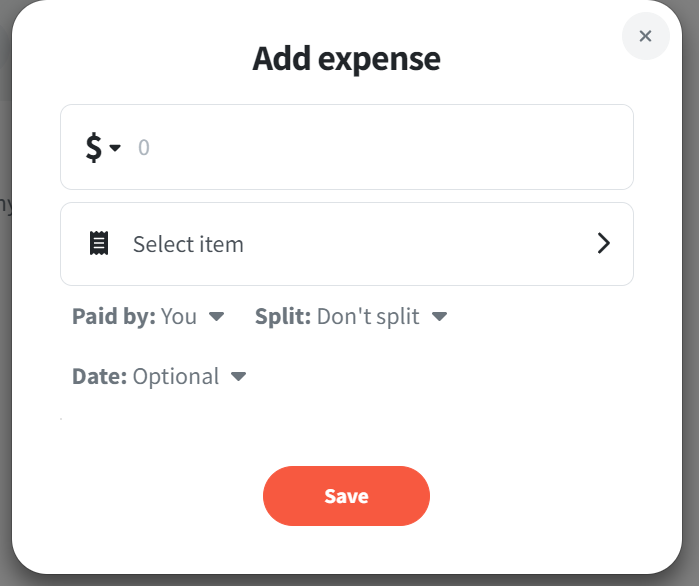 Add expense
$ 0
Select item
Paid by: You Split: Don't split
Date: Optional
Save